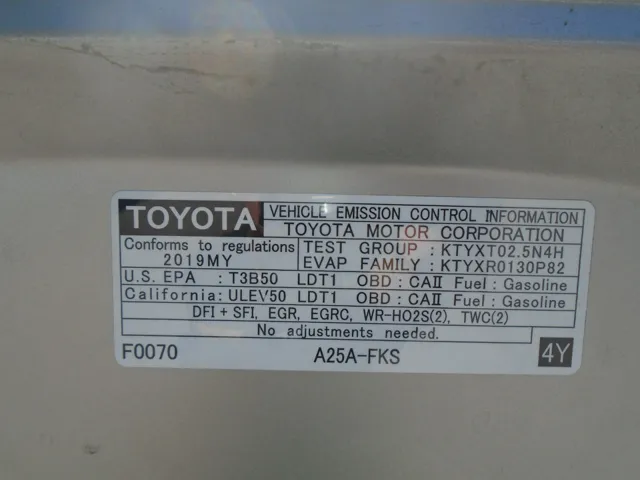 TOYOTA VEHICLE EMISSION CONTROL INFORMATION
TOYOTA MOTOR CORPORATION
Conforms to regulations
2019MY
TEST GROUP : KTYXT02.5N4H
EVAP FAMILY : KTYXR0130P82
U.S. EPA : T3B50 LDT1 OBD : CAII Fuel : Gasoline
California: ULEV50 LDT1 OBD : CAII Fuel : Gasoline
DFI + SFI, EGR, EGRC, WR-HO2S(2), TWC(2)
No adjustments needed.
F0070 A25A-FKS 4Y